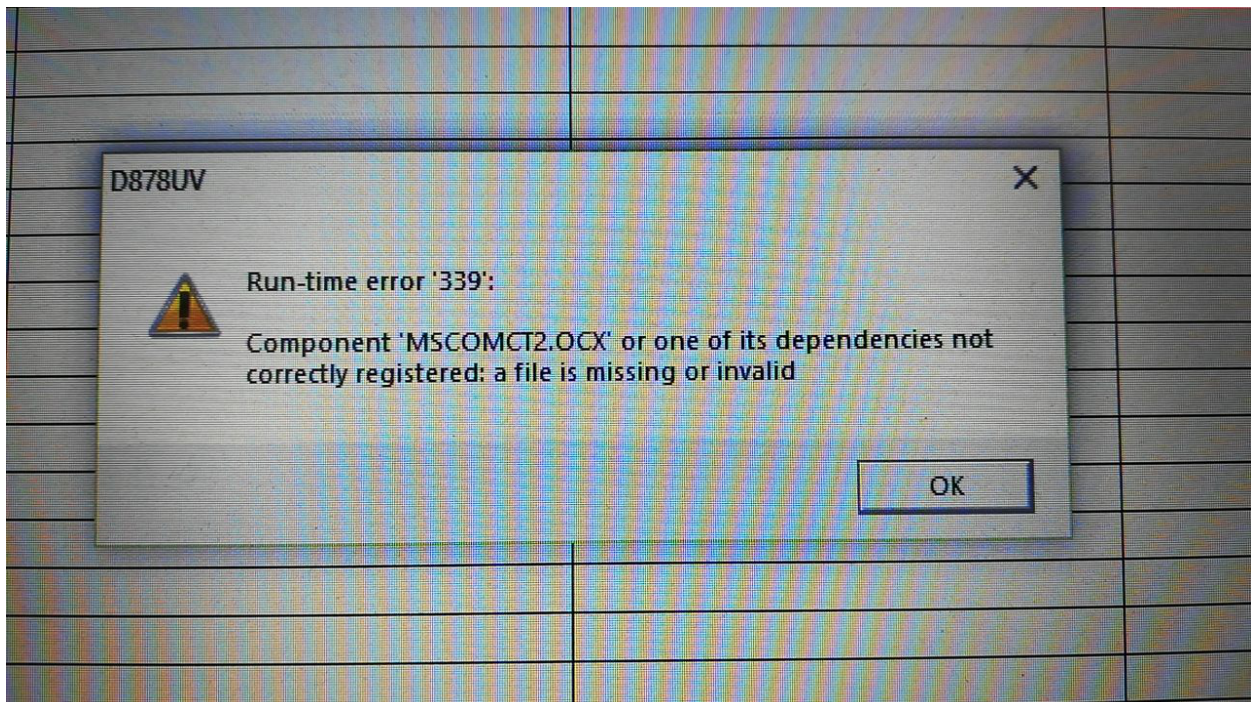 D878UV
Run-time error '339':
Component 'MSCOMCT2.OCX' or one of its dependencies not
correctly registered: a file is missing or invalid
OK